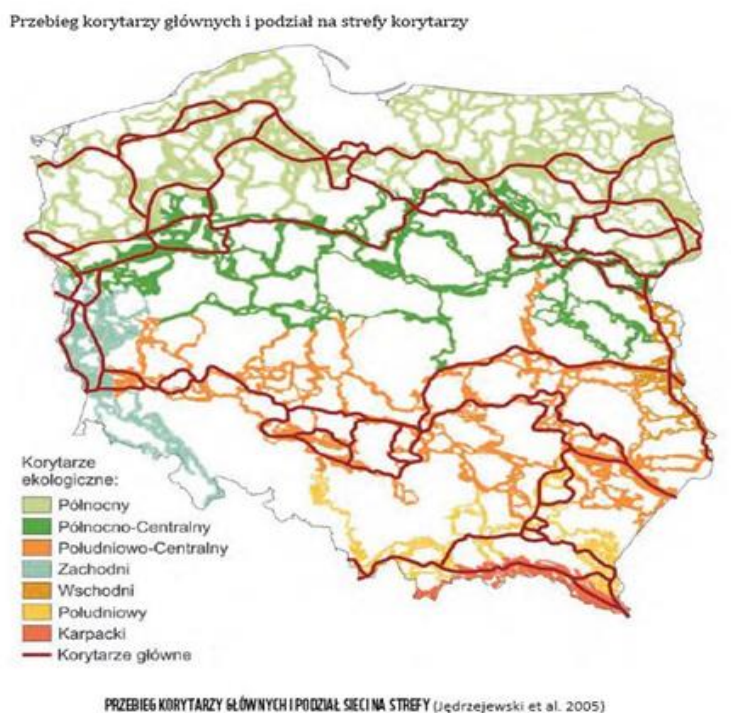 Przebieg korytarzy głównych i podział na strefy korytarzy
Korytarze
ekologiczne:
Północny
Północno-Centralny
Południowo-Centralny
Zachodni
Wschodni
Południowy
Karpacki
Korytarze główne
PRZEBIEG KORYTARZY GŁÓWNYCH I PODZIAŁ SIECI NA STREFY (Jędrzejewski et al. 2005)